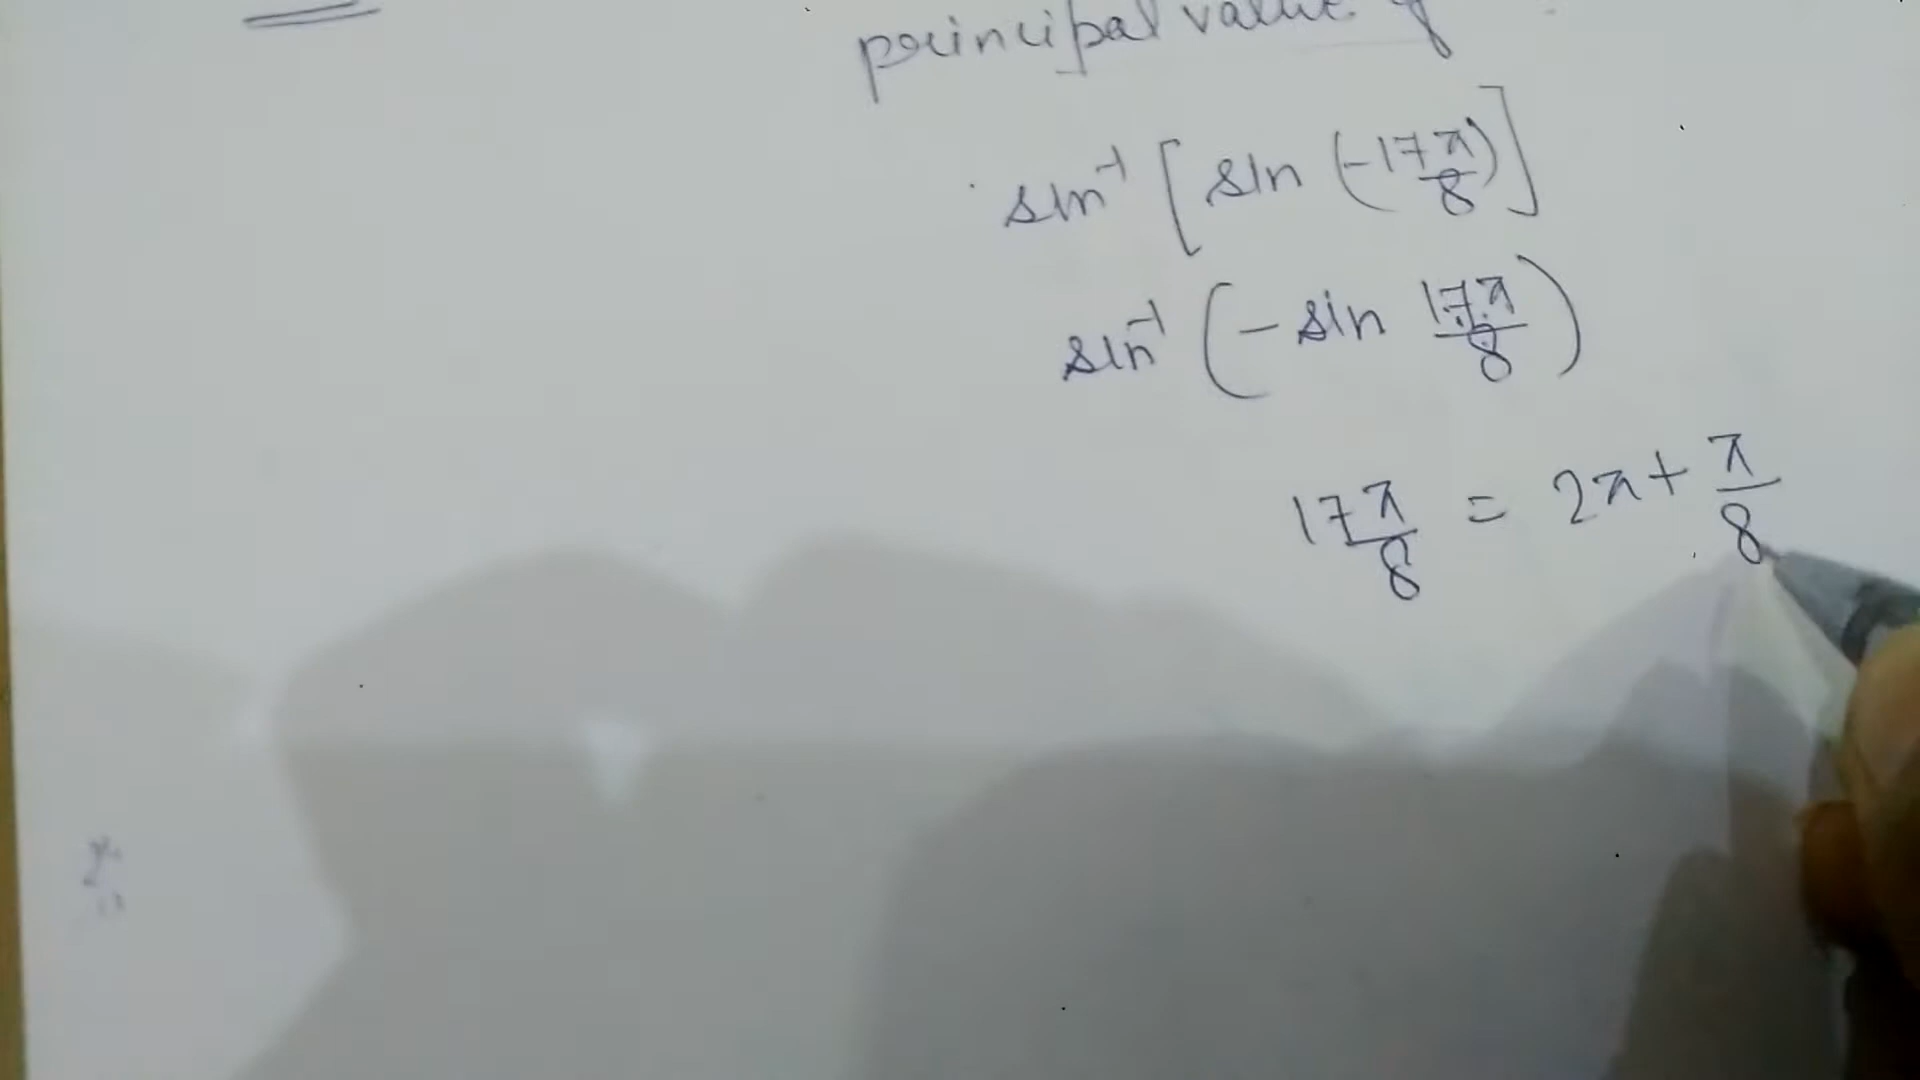 principal value of
sin⁻¹ [sin (-17π/8)]
sin⁻¹ (- sin 17π/8)
17π/8 = 2π + π/8